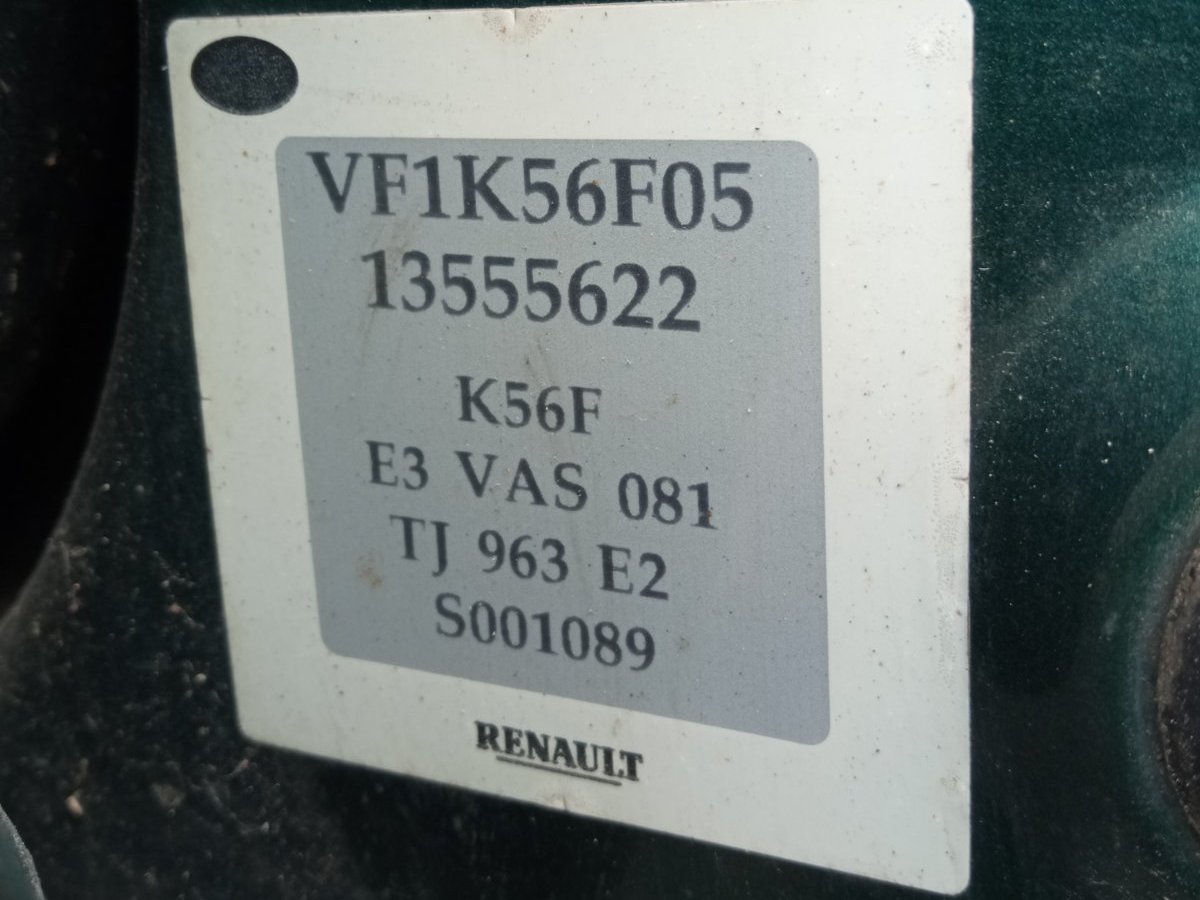 VF1K56F05
13555622
K56F
E3 VAS 081
TJ 963 E2
S001089
RENAULT